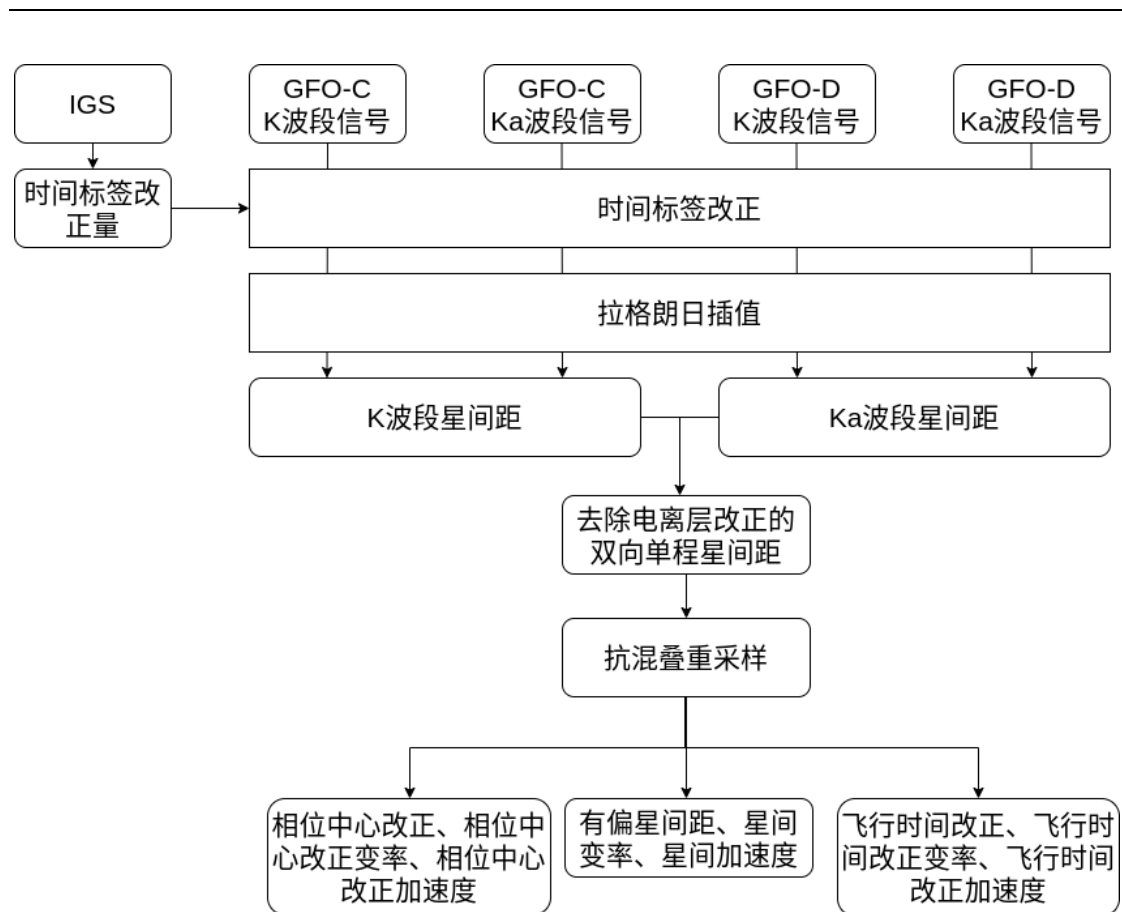 IGS
GFO-C
K波段信号
GFO-C
Ka波段信号
GFO-D
K波段信号
GFO-D
Ka波段信号
时间标签改
正量
时间标签改正
拉格朗日插值
K波段星间距
Ka波段星间距
去除电离层改正的
双向单程星间距
抗混叠重采样
相位中心改正、相位中
心改正变率、相位中心
改正加速度
有偏星间距、星间
变率、星间加速度
飞行时间改正、飞行时
间改正变率、飞行时间
改正加速度